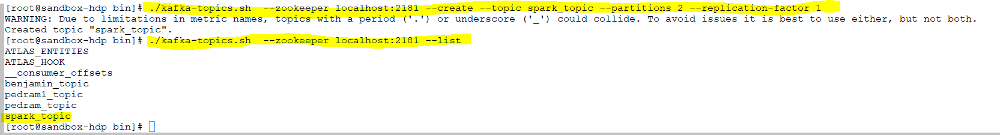 [root@sandbox-hdp bin]# ./kafka-topics.sh  --zookeeper localhost:2181 --create --topic spark_topic --partitions 2 --replication-factor 1
WARNING: Due to limitations in metric names, topics with a period ('.') or underscore ('_') could collide. To avoid issues it is best to use either, but not both.
Created topic "spark_topic".
[root@sandbox-hdp bin]# ./kafka-topics.sh  --zookeeper localhost:2181 --list
ATLAS_ENTITIES
ATLAS_HOOK
__consumer_offsets
benjamin_topic
pedram1_topic
pedram_topic
spark_topic
[root@sandbox-hdp bin]#